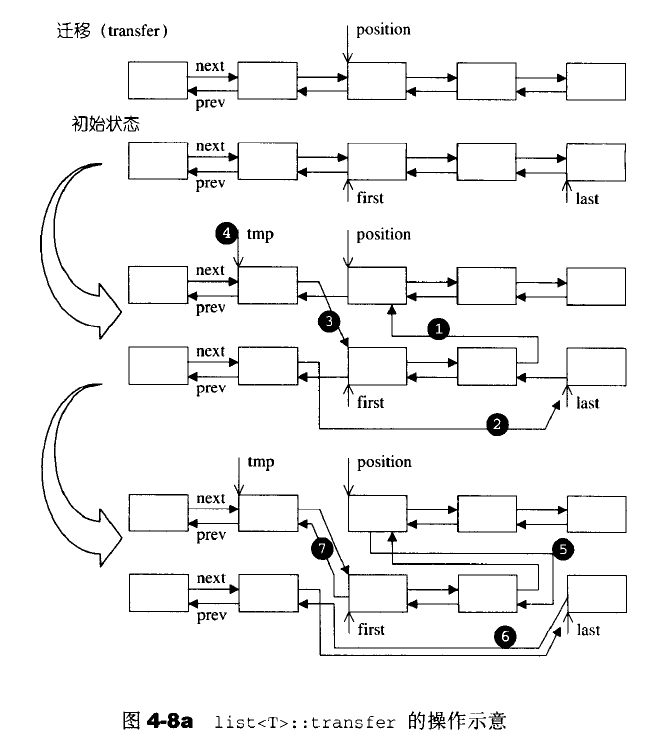 迁移（transfer）
position
next
prev
初始状态
next
prev
first
last
4 tmp
position
next
prev
3
1
next
prev
first
last
2
tmp
position
next
prev
7
5
next
prev
first
last
6
图 4-8a list<T>::transfer 的操作示意